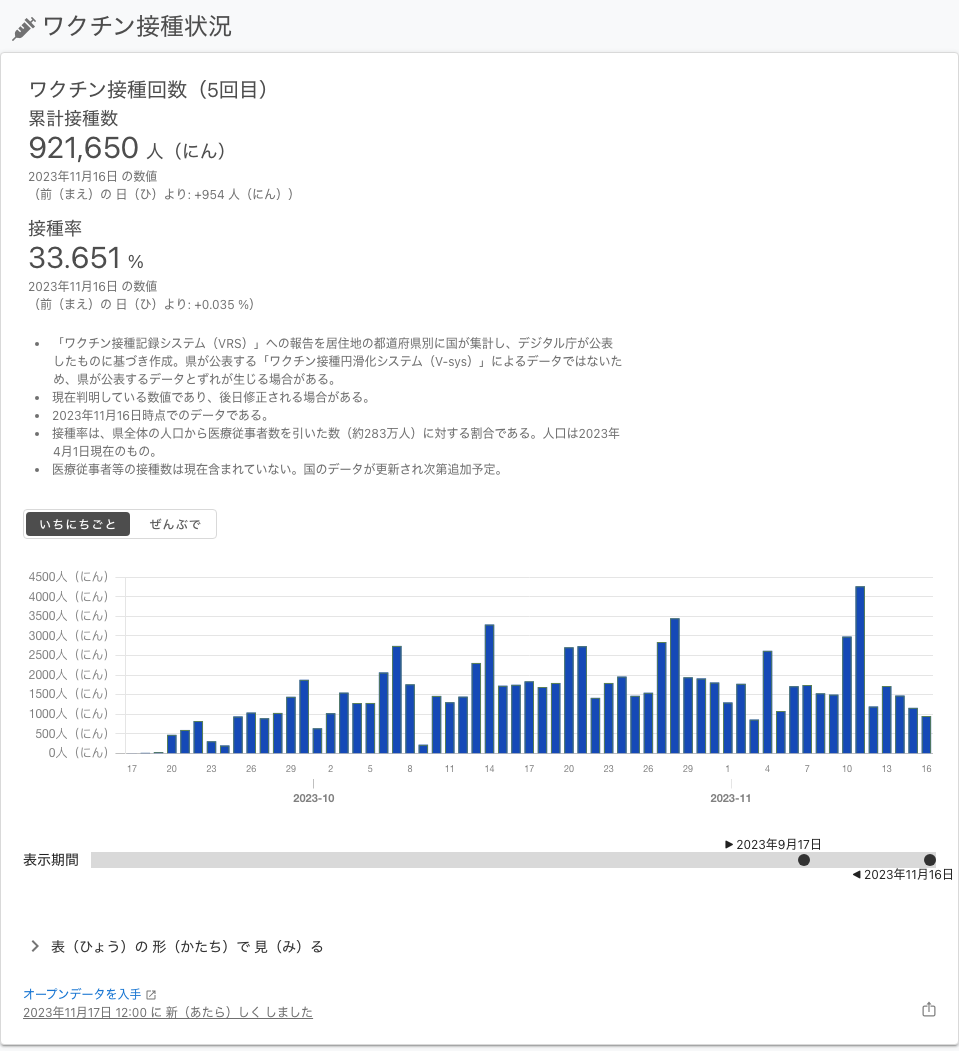 ワクチン接種状況
ワクチン接種回数（5回目）
累計接種数
921,650 人（にん）
2023年11月16日 の数値
（前（まえ）の 日（ひ）より: +954 人（にん））
接種率
33.651 %
2023年11月16日 の数値
（前（まえ）の 日（ひ）より: +0.035 %）
• 「ワクチン接種記録システム（VRS）」への報告を居住地の都道府県別に国が集計し、デジタル庁が公表
したものに基づき作成。県が公表する「ワクチン接種円滑化システム（V-sys）」によるデータではないた
め、県が公表するデータとずれが生じる場合がある。
• 現在判明している数値であり、後日修正される場合がある。
• 2023年11月16日時点でのデータである。
• 接種率は、県全体の人口から医療従事者数を引いた数（約283万人）に対する割合である。人口は2023年
4月1日現在のもの。
• 医療従事者等の接種数は現在含まれていない。国のデータが更新され次第追加予定。
いちにちごと ぜんぶで
4500人（にん）
4000人（にん）
3500人（にん）
3000人（にん）
2500人（にん）
2000人（にん）
1500人（にん）
1000人（にん）
500人（にん）
0人（にん）
17 20 23 26 29 2 5 8 11 14 17 20 23 26 29 1 4 7 10 13 16
2023-10 2023-11
▶ 2023年9月17日
表示期間
◀ 2023年11月16日
表（ひょう）の 形（かたち）で 見（み）る
オープンデータを入手
2023年11月17日 12:00 に 新（あたら）しく しました